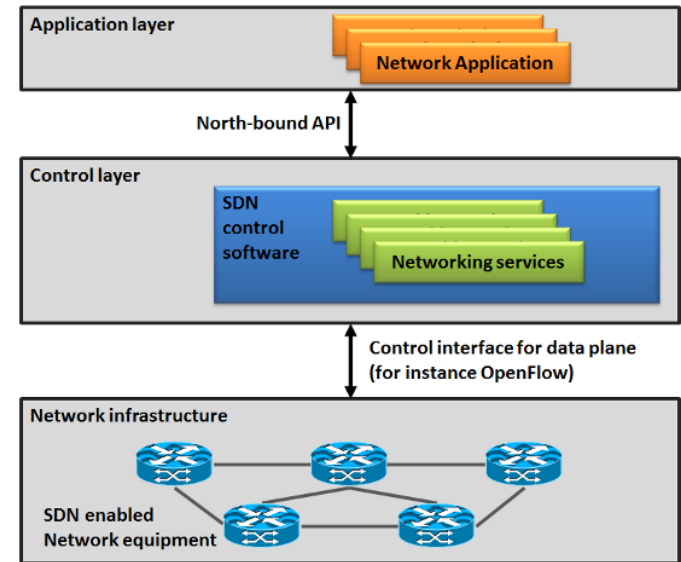 Application layer
Network Application
North-bound API
Control layer
SDN
control
software
Networking services
Control interface for data plane
(for instance OpenFlow)
Network infrastructure
SDN enabled
Network equipment